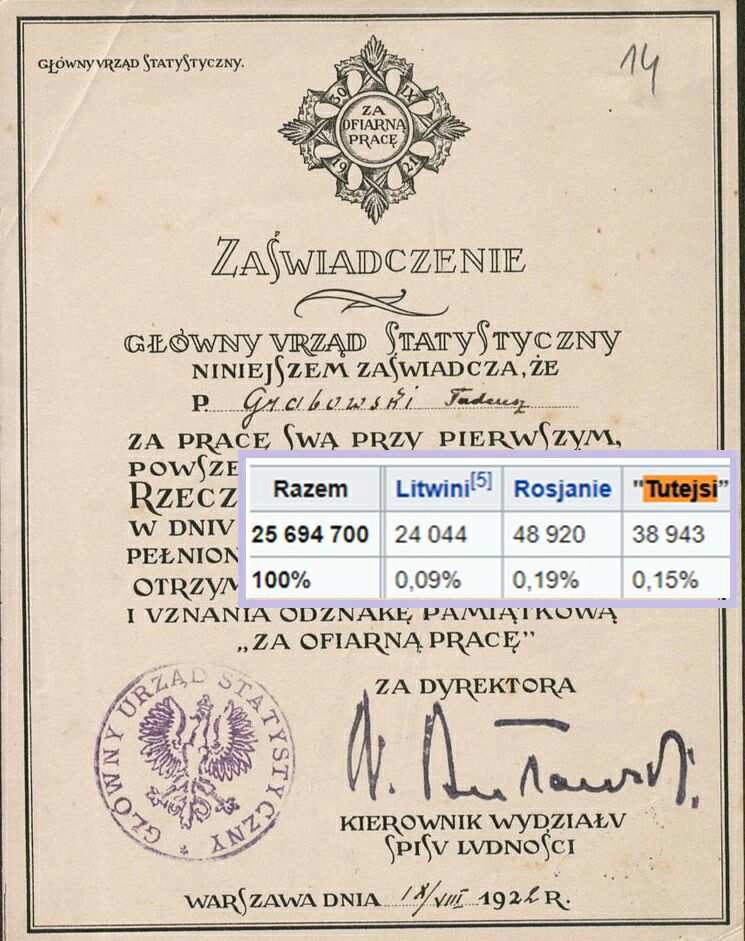 GŁÓWNY VRZĄD STATYSTYCZNY.
14
30 IX
ZA
OFIARNĄ
PRACĘ
19 21
ZAŚWIADCZENIE
GŁÓWNY VRZĄD STATYSTYCZNY
NINIEJSZEM ZAŚWIADCZA, ŻE
P. Grabowski Tadeusz
ZA PRACĘ SWĄ PRZY PIERWSZYM,
POWSZE
RZECZ
W DNIV
PEŁNION
OTRZYM
Razem Litwini[5] Rosjanie "Tutejsi"
25 694 700 24 044 48 920 38 943
100% 0,09% 0,19% 0,15%
I VZNANIA ODZNAKĘ PAMIĄTKOWĄ
„ZA OFIARNĄ PRACĘ”
ZA DYREKTORA
GŁÓWNY URZĄD STATYSTYCZNY *
KIEROWNIK WYDZIAŁV
SPISV LVDNOŚCI
WARSZAWA DNIA 18/VIII 1922 R.